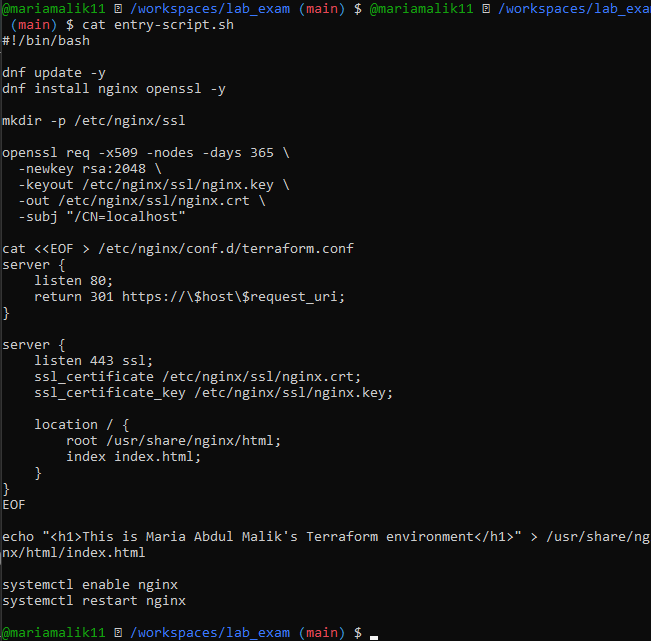 @mariamalik11 /workspaces/lab_exam (main) $ @mariamalik11 /workspaces/lab_exam
(main) $ cat entry-script.sh
#!/bin/bash
dnf update -y
dnf install nginx openssl -y
mkdir -p /etc/nginx/ssl
openssl req -x509 -nodes -days 365 \
  -newkey rsa:2048 \
  -keyout /etc/nginx/ssl/nginx.key \
  -out /etc/nginx/ssl/nginx.crt \
  -subj "/CN=localhost"
cat <<EOF > /etc/nginx/conf.d/terraform.conf
server {
    listen 80;
    return 301 https://\$host\$request_uri;
}
server {
    listen 443 ssl;
    ssl_certificate /etc/nginx/ssl/nginx.crt;
    ssl_certificate_key /etc/nginx/ssl/nginx.key;
    location / {
        root /usr/share/nginx/html;
        index index.html;
    }
}
EOF
echo "<h1>This is Maria Abdul Malik's Terraform environment</h1>" > /usr/share/ng
nx/html/index.html
systemctl enable nginx
systemctl restart nginx
@mariamalik11 /workspaces/lab_exam (main) $